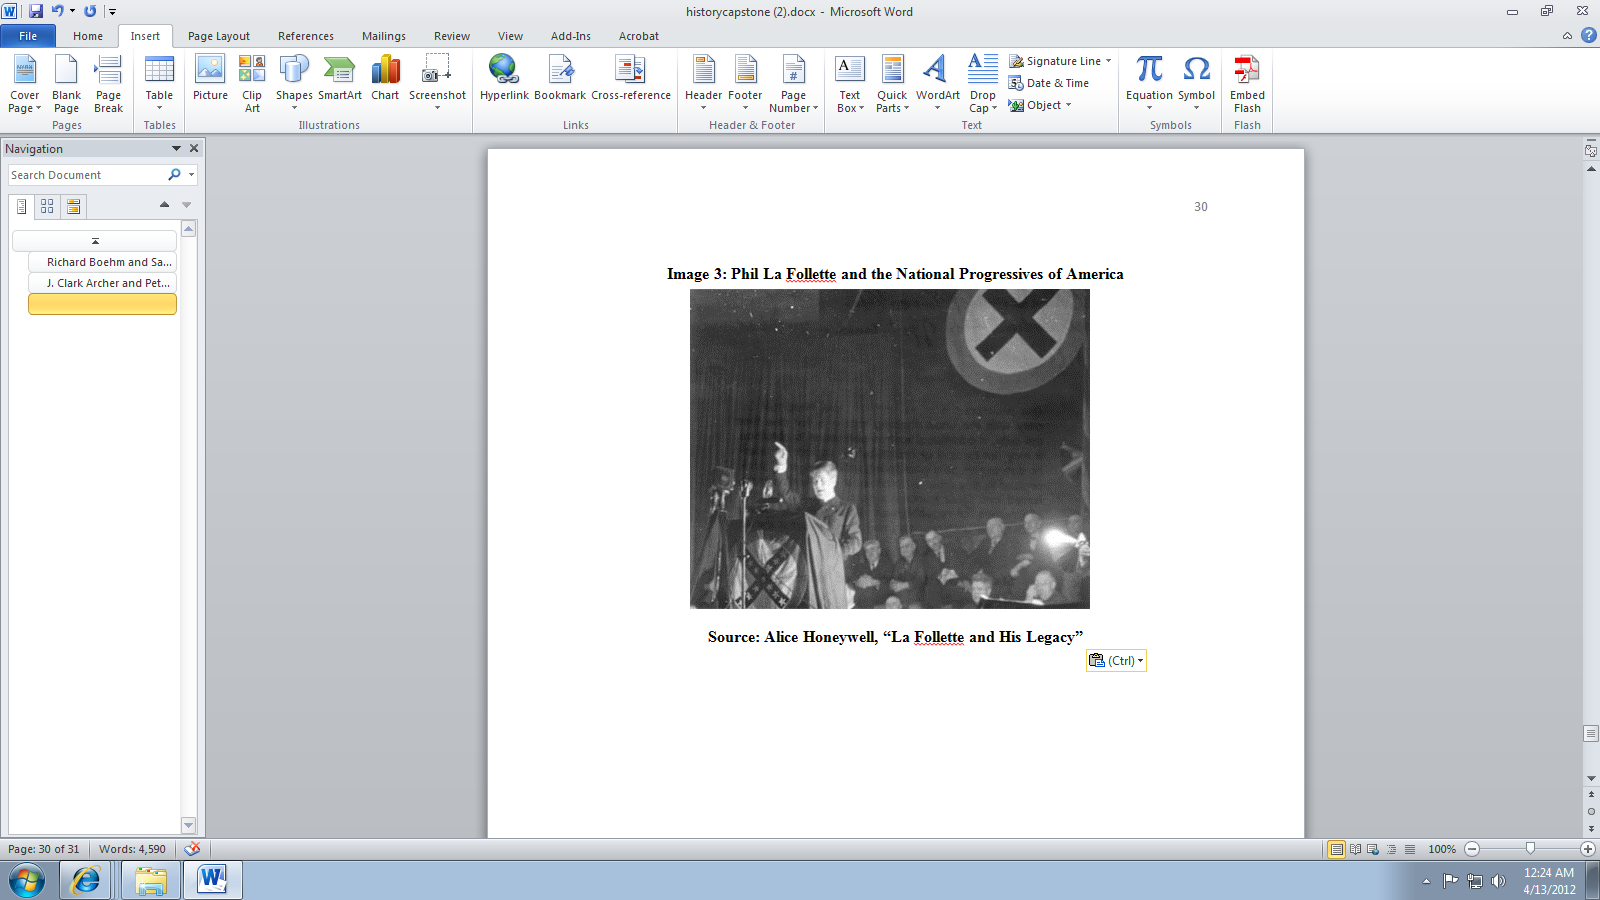 historycapstone (2).docx - Microsoft Word
File Home Insert Page Layout References Mailings Review View Add-Ins Acrobat
Cover Page
Blank Page
Page Break
Table
Picture
Clip Art
Shapes
SmartArt
Chart
Screenshot
Hyperlink
Bookmark
Cross-reference
Header
Footer
Page Number
Text Box
Quick Parts
WordArt
Drop Cap
Signature Line
Date & Time
Object
Equation
Symbol
Embed Flash
Pages Tables Illustrations Links Header & Footer Text Symbols Flash
Navigation
Search Document
Richard Boehm and Sa...
J. Clark Archer and Pet...
30
Image 3: Phil La Follette and the National Progressives of America
Source: Alice Honeywell, “La Follette and His Legacy”
(Ctrl)
Page: 30 of 31 Words: 4,590 100%
12:24 AM
4/13/2012